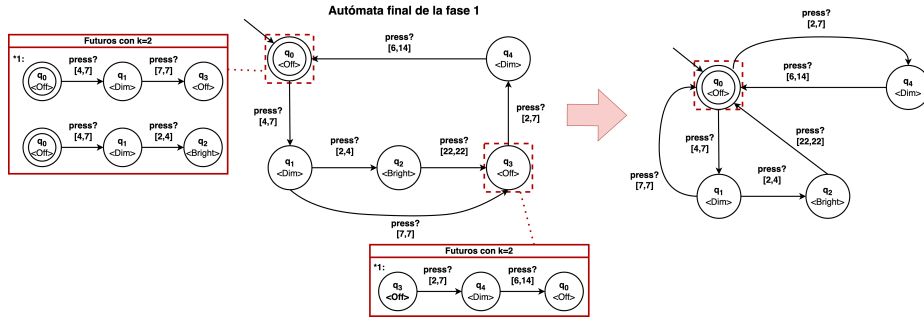 Autómata final de la fase 1
Futuros con k=2
*1:
q0
<Off>
press?
[4,7]
q1
<Dim>
press?
[7,7]
q3
<Off>
q0
<Off>
press?
[4,7]
q1
<Dim>
press?
[2,4]
q2
<Bright>
q0
<Off>
press?
[6,14]
q4
<Dim>
press?
[4,7]
press?
[2,7]
q1
<Dim>
press?
[2,4]
q2
<Bright>
press?
[22,22]
q3
<Off>
press?
[7,7]
Futuros con k=2
*1:
q3
<Off>
press?
[2,7]
q4
<Dim>
press?
[6,14]
q0
<Off>
press?
[2,7]
q0
<Off>
press?
[6,14]
q4
<Dim>
press?
[4,7]
press?
[22,22]
press?
[7,7]
q1
<Dim>
press?
[2,4]
q2
<Bright>